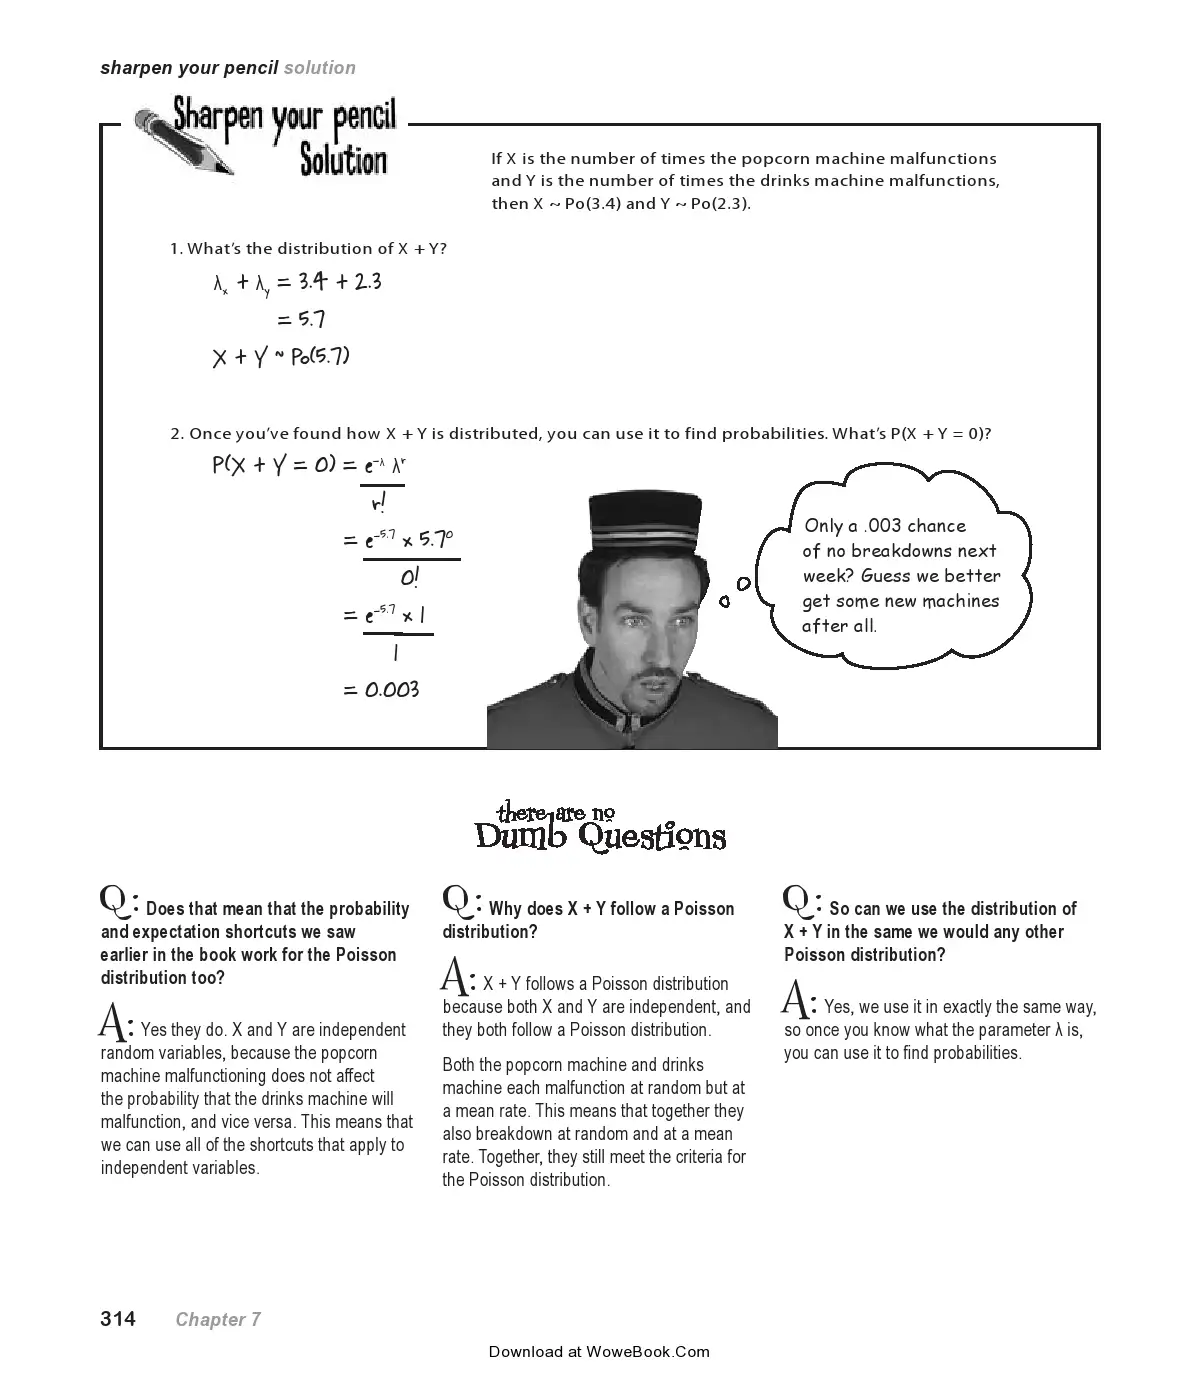 sharpen your pencil solution
Sharpen your pencil
Solution
If X is the number of times the popcorn machine malfunctions
and Y is the number of times the drinks machine malfunctions,
then X ~ Po(3.4) and Y ~ Po(2.3).
1. What’s the distribution of X + Y?
λx + λy = 3.4 + 2.3
= 5.7
X + Y ~ Po(5.7)
2. Once you’ve found how X + Y is distributed, you can use it to find probabilities. What’s P(X + Y = 0)?
P(X + Y = 0) = e^-λ λ^r
r!
= e^-5.7 x 5.7^0
0!
= e^-5.7 x 1
1
= 0.003
Only a .003 chance
of no breakdowns next
week? Guess we better
get some new machines
after all.
there are no
Dumb Questions
Q: Does that mean that the probability
and expectation shortcuts we saw
earlier in the book work for the Poisson
distribution too?
A: Yes they do. X and Y are independent
random variables, because the popcorn
machine malfunctioning does not affect
the probability that the drinks machine will
malfunction, and vice versa. This means that
we can use all of the shortcuts that apply to
independent variables.
Q: Why does X + Y follow a Poisson
distribution?
A: X + Y follows a Poisson distribution
because both X and Y are independent, and
they both follow a Poisson distribution.
Both the popcorn machine and drinks
machine each malfunction at random but at
a mean rate. This means that together they
also breakdown at random and at a mean
rate. Together, they still meet the criteria for
the Poisson distribution.
Q: So can we use the distribution of
X + Y in the same we would any other
Poisson distribution?
A: Yes, we use it in exactly the same way,
so once you know what the parameter λ is,
you can use it to find probabilities.
314 Chapter 7
Download at WoweBook.Com